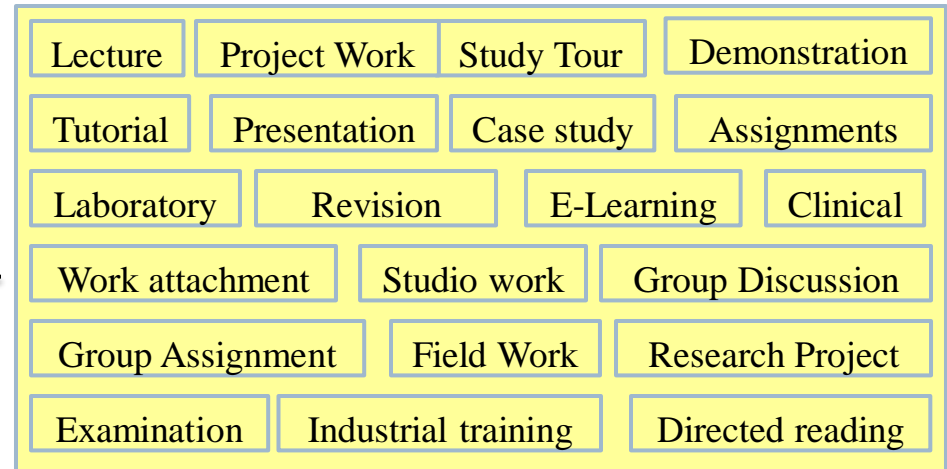 Lecture Project Work Study Tour Demonstration
Tutorial Presentation Case study Assignments
Laboratory Revision E-Learning Clinical
Work attachment Studio work Group Discussion
Group Assignment Field Work Research Project
Examination Industrial training Directed reading